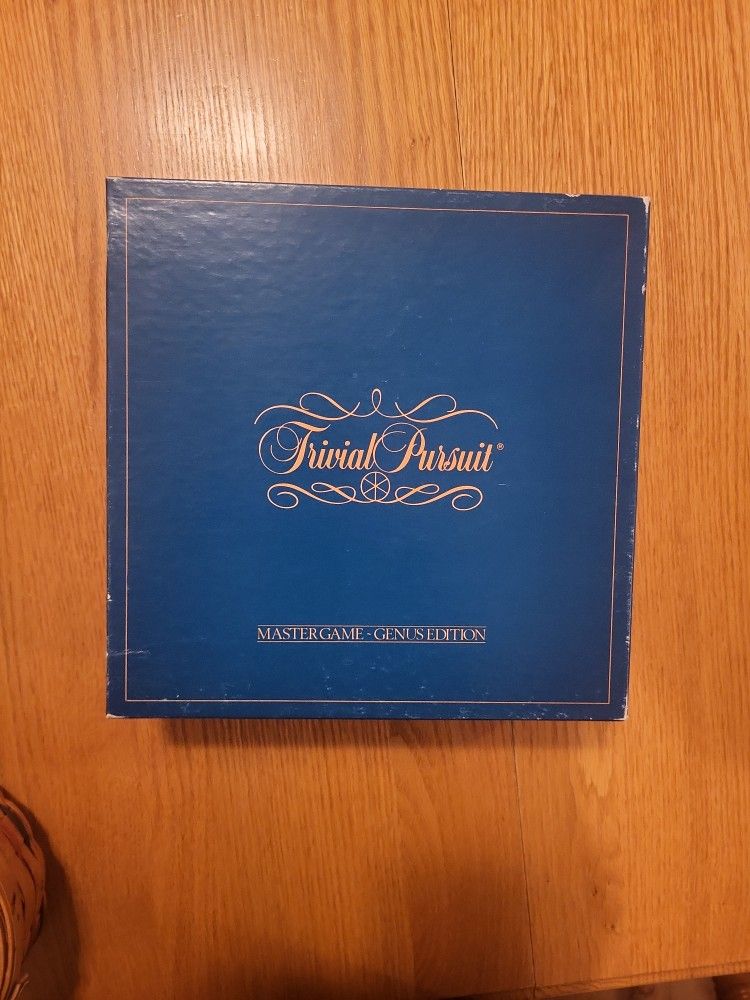 Trivial Pursuit®
MASTER GAME - GENUS EDITION